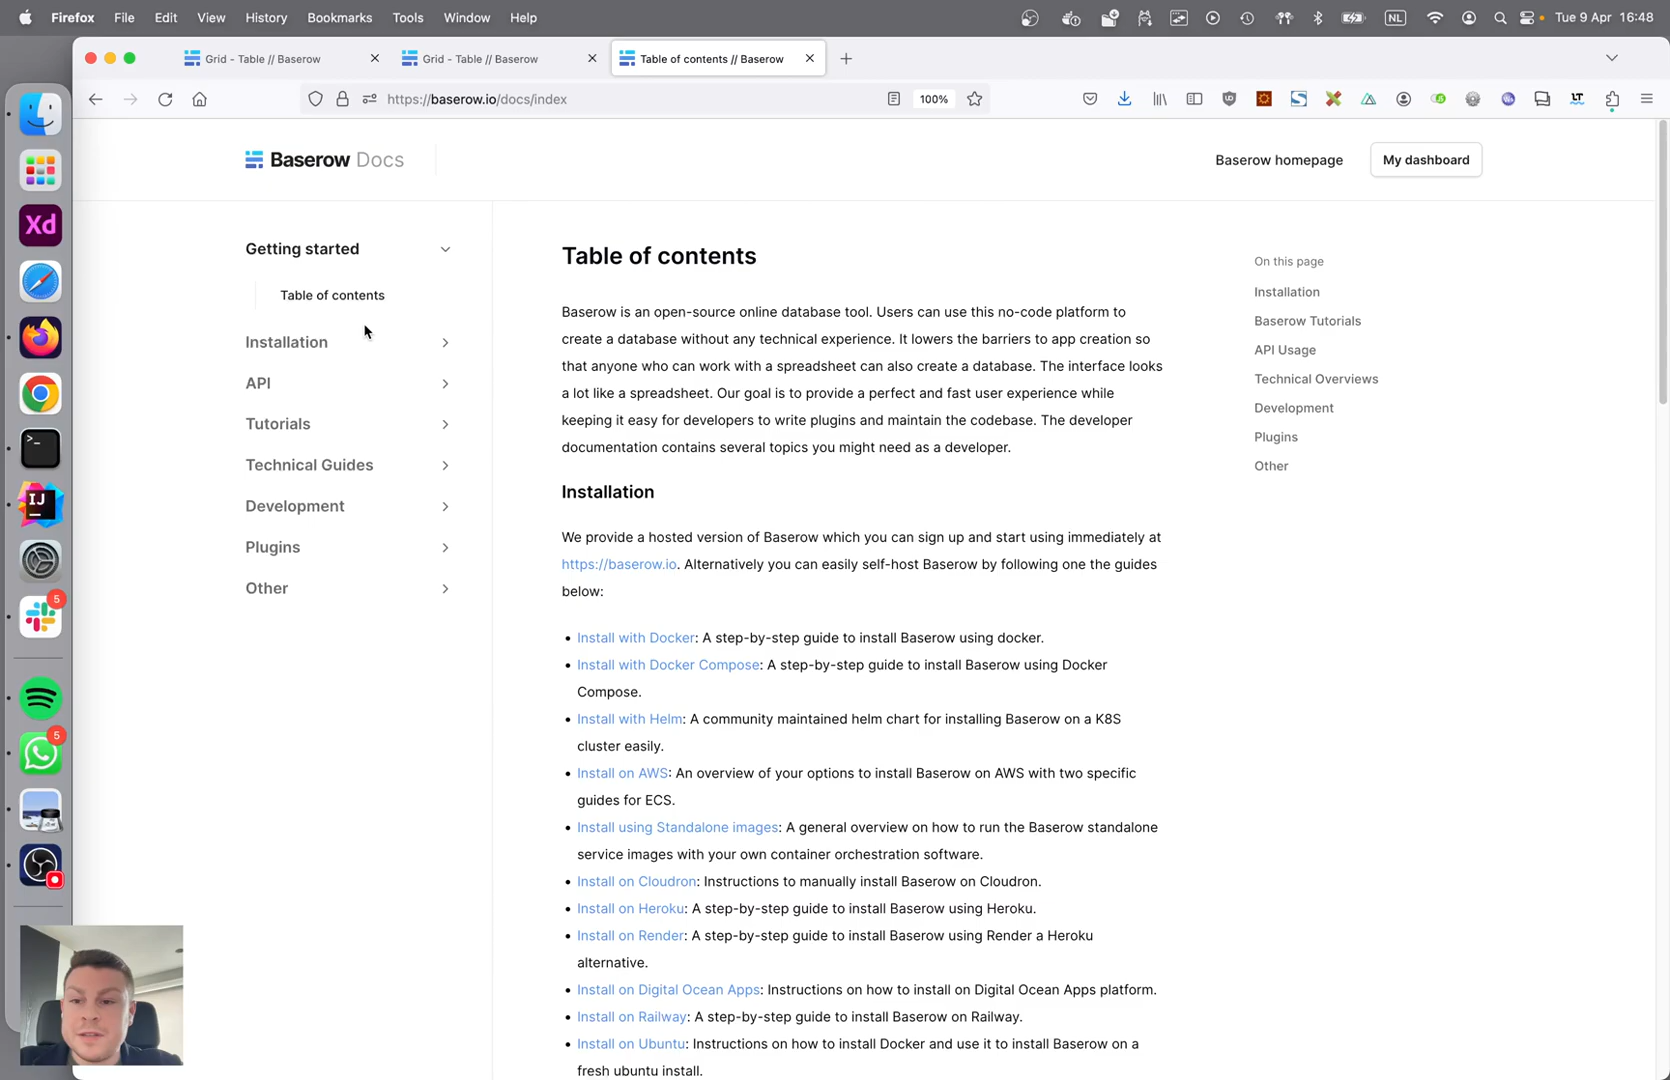 Firefox File Edit View History Bookmarks Tools Window Help NL Tue 9 Apr 16:48
Grid - Table // Baserow Grid - Table // Baserow Table of contents // Baserow
https://baserow.io/docs/index 100%
Baserow Docs Baserow homepage My dashboard
Getting started
Table of contents
Installation
API
Tutorials
Technical Guides
Development
Plugins
Other
Table of contents
Baserow is an open-source online database tool. Users can use this no-code platform to
create a database without any technical experience. It lowers the barriers to app creation so
that anyone who can work with a spreadsheet can also create a database. The interface looks
a lot like a spreadsheet. Our goal is to provide a perfect and fast user experience while
keeping it easy for developers to write plugins and maintain the codebase. The developer
documentation contains several topics you might need as a developer.
Installation
We provide a hosted version of Baserow which you can sign up and start using immediately at
https://baserow.io. Alternatively you can easily self-host Baserow by following one the guides
below:
• Install with Docker: A step-by-step guide to install Baserow using docker.
• Install with Docker Compose: A step-by-step guide to install Baserow using Docker
Compose.
• Install with Helm: A community maintained helm chart for installing Baserow on a K8S
cluster easily.
• Install on AWS: An overview of your options to install Baserow on AWS with two specific
guides for ECS.
• Install using Standalone images: A general overview on how to run the Baserow standalone
service images with your own container orchestration software.
• Install on Cloudron: Instructions to manually install Baserow on Cloudron.
• Install on Heroku: A step-by-step guide to install Baserow using Heroku.
• Install on Render: A step-by-step guide to install Baserow using Render a Heroku
alternative.
• Install on Digital Ocean Apps: Instructions on how to install on Digital Ocean Apps platform.
• Install on Railway: A step-by-step guide to install Baserow on Railway.
• Install on Ubuntu: Instructions on how to install Docker and use it to install Baserow on a
fresh ubuntu install.
On this page
Installation
Baserow Tutorials
API Usage
Technical Overviews
Development
Plugins
Other
Xd
IJ
5
5
LT